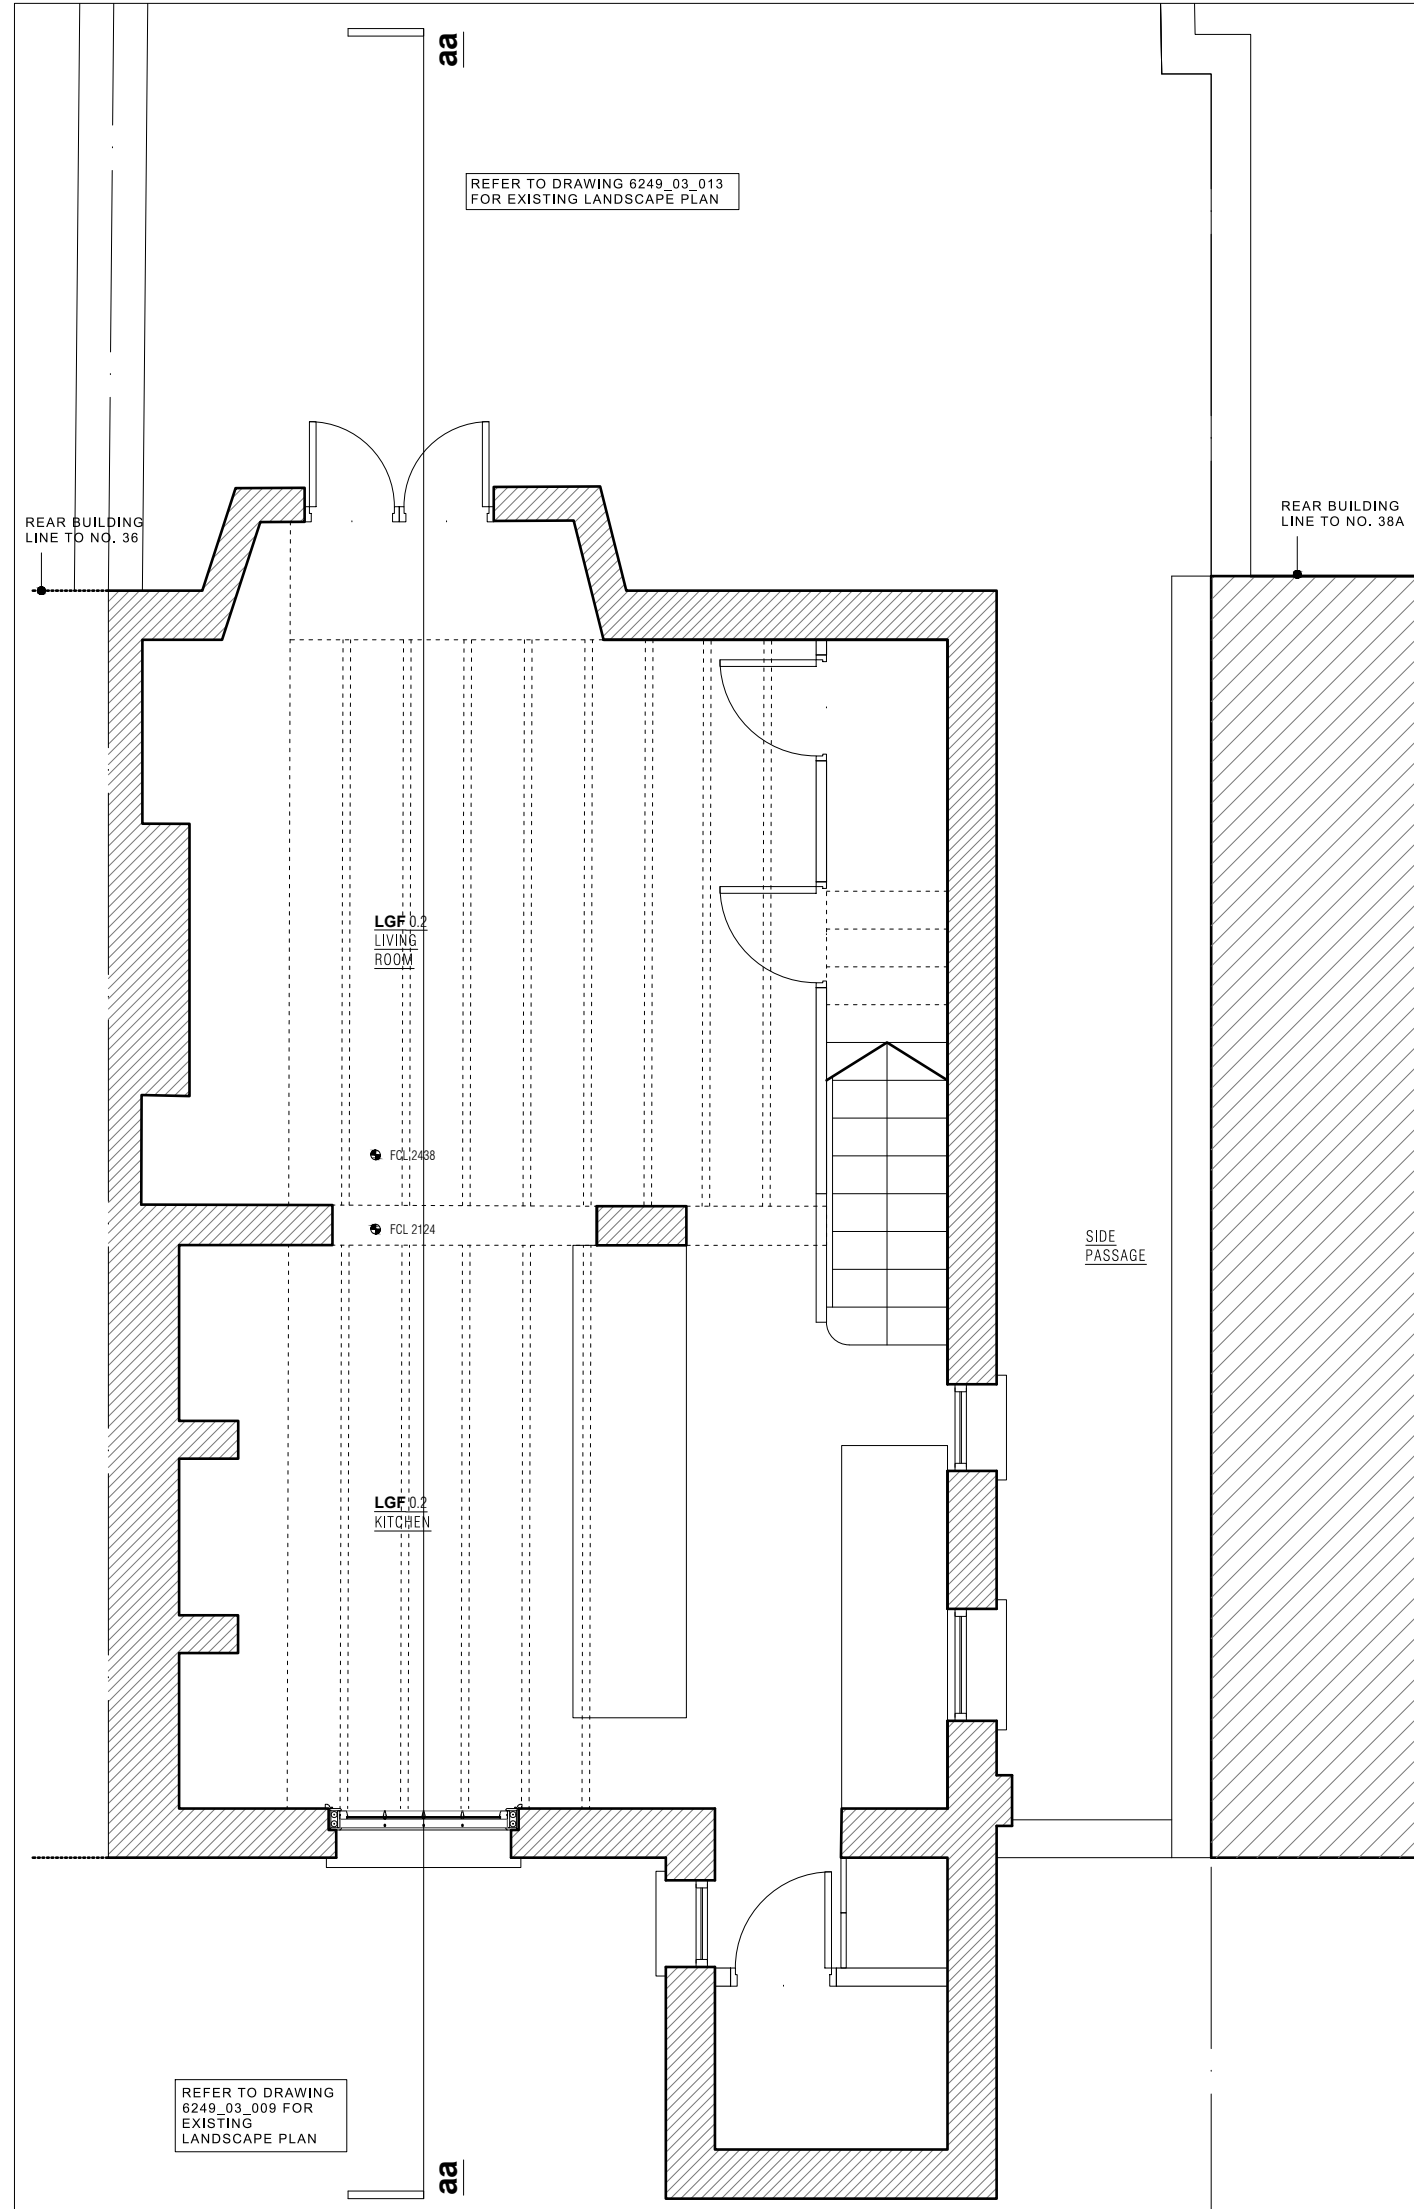 aa
REFER TO DRAWING 6249_03_013
FOR EXISTING LANDSCAPE PLAN
REAR BUILDING
LINE TO NO. 36
REAR BUILDING
LINE TO NO. 38A
LGF 0.2
LIVING
ROOM
FCL 2438
FCL 2124
SIDE
PASSAGE
LGF 0.2
KITCHEN
REFER TO DRAWING
6249_03_009 FOR
EXISTING
LANDSCAPE PLAN
aa